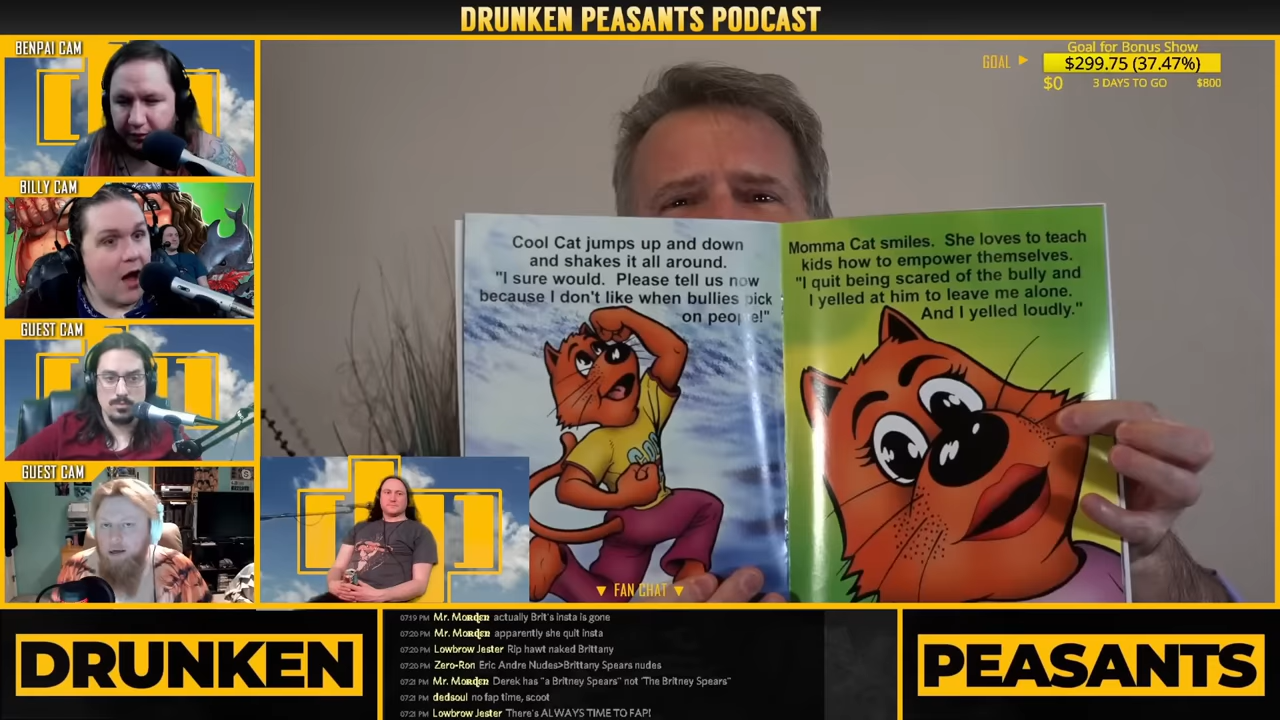 DRUNKEN PEASANTS PODCAST
BENPAI CAM
BILLY CAM
GUEST CAM
GUEST CAM
GOAL
Goal for Bonus Show
$299.75 (37.47%)
$0 3 DAYS TO GO $800
Cool Cat jumps up and down
and shakes it all around.
"I sure would. Please tell us now
because I don't like when bullies pick
on people!"
Momma Cat smiles. She loves to teach
kids how to empower themselves.
"I quit being scared of the bully and
I yelled at him to leave me alone.
And I yelled loudly."
FAN CHAT
DRUNKEN
07:19 PM Mr. Morden actually Brit's insta is gone
07:20 PM Mr. Morden apparently she quit insta
07:20 PM Lowbrow Jester Rip hawt naked Brittany
07:20 PM Zero-Ron Eric Andre Nudes>Brittany Spears nudes
07:21 PM Mr. Morden Derek has "a Britney Spears" not "The Britney Spears"
07:21 PM dedsoul no fap time, scoot
07:21 PM Lowbrow Jester There's ALWAYS TIME TO FAP!
PEASANTS